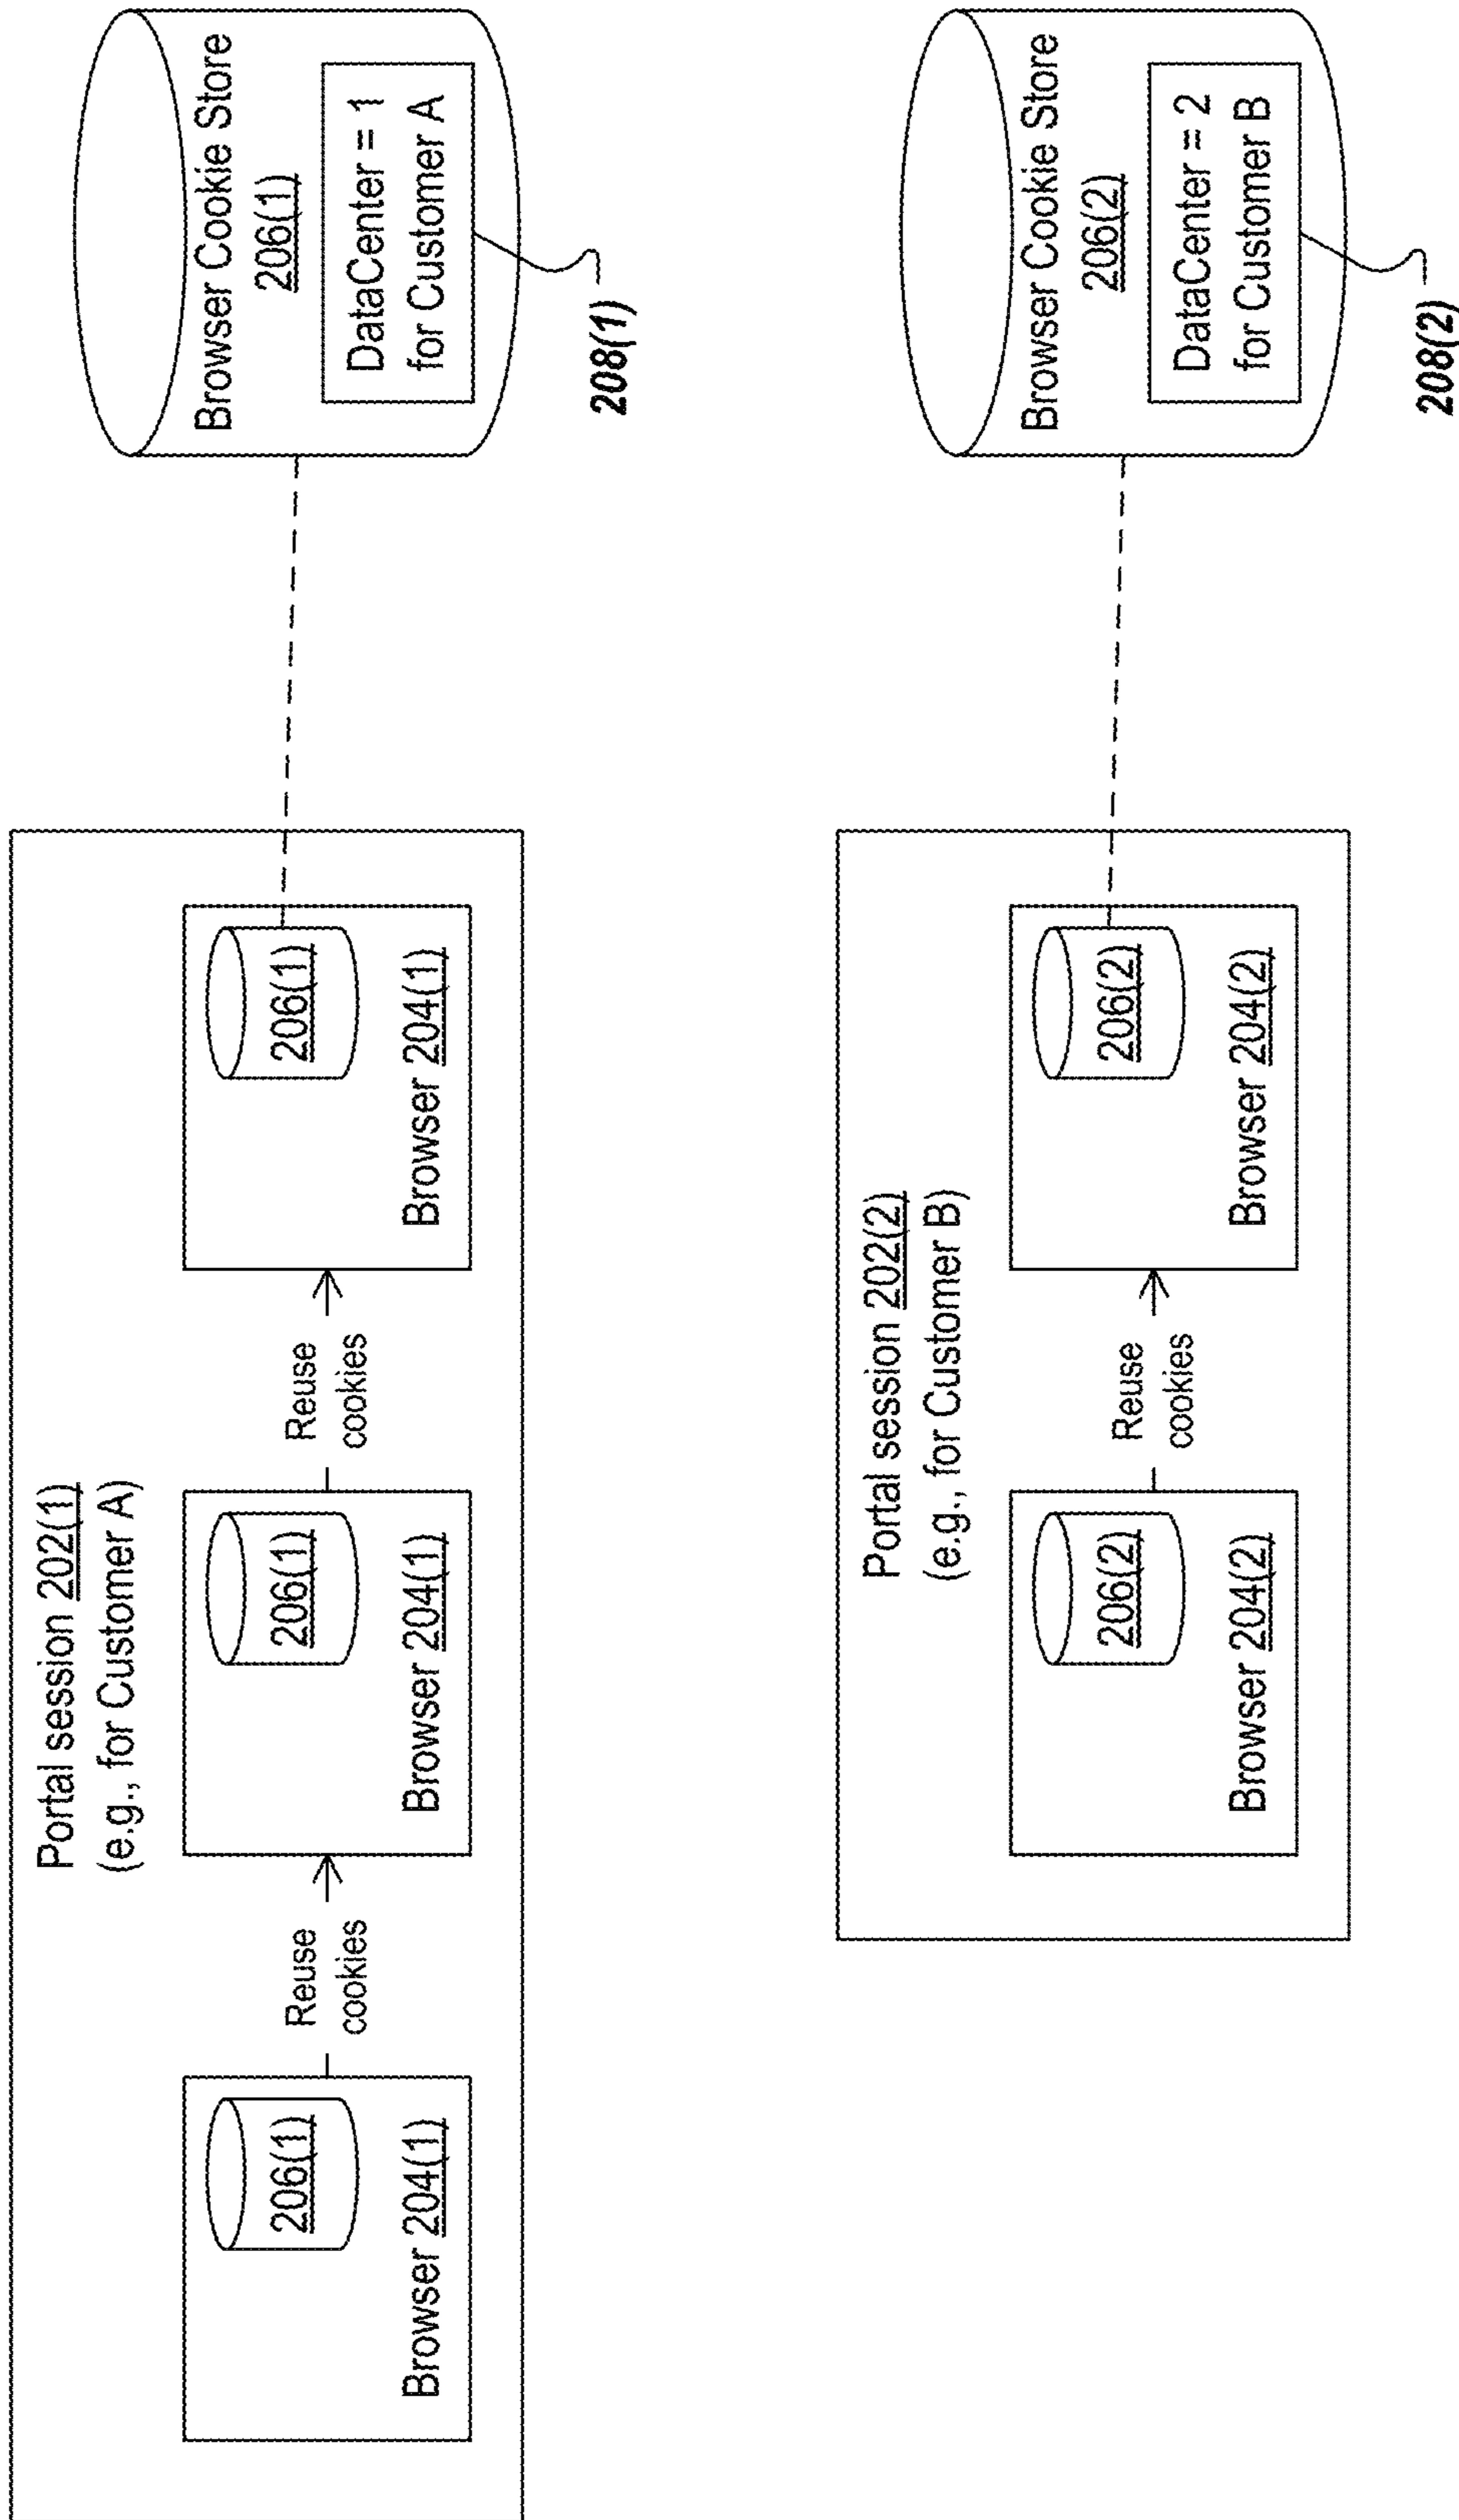 Portal session 202(1)
(e.g., for Customer A)
206(1)
Browser 204(1)
Reuse
cookies
206(1)
Browser 204(1)
Reuse
cookies
206(1)
Browser 204(1)
Browser Cookie Store
206(1)
DataCenter = 1
for Customer A
208(1)
Portal session 202(2)
(e.g., for Customer B)
206(2)
Browser 204(2)
Reuse
cookies
206(2)
Browser 204(2)
Browser Cookie Store
206(2)
DataCenter = 2
for Customer B
208(2)